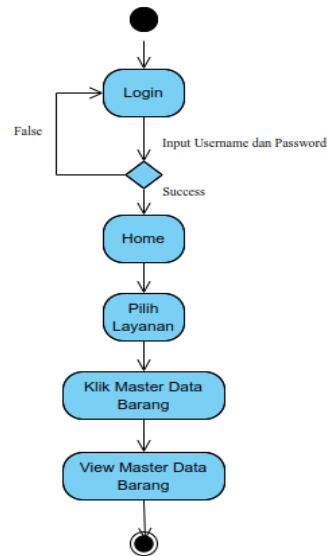 Login
False
Input Username dan Password
Success
Home
Pilih
Layanan
Klik Master Data
Barang
View Master Data
Barang